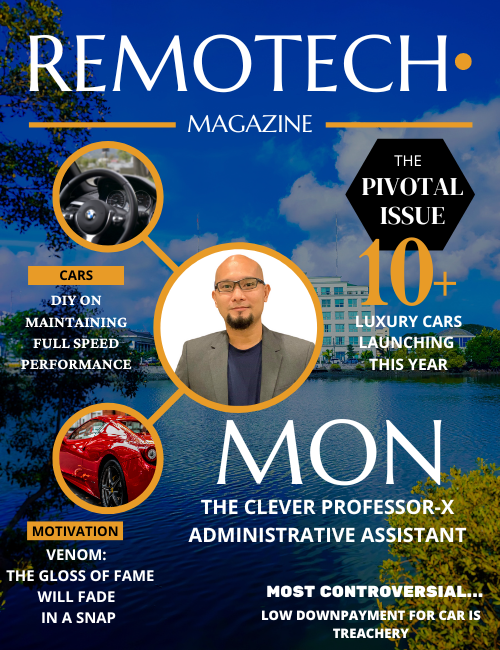 REMOTECH
MAGAZINE
THE
PIVOTAL
ISSUE
10+
LUXURY CARS
LAUNCHING
THIS YEAR
CARS
DIY ON
MAINTAINING
FULL SPEED
PERFORMANCE
MON
THE CLEVER PROFESSOR-X
ADMINISTRATIVE ASSISTANT
MOTIVATION
VENOM:
THE GLOSS OF FAME
WILL FADE
IN A SNAP
MOST CONTROVERSIAL...
LOW DOWNPAYMENT FOR CAR IS
TREACHERY